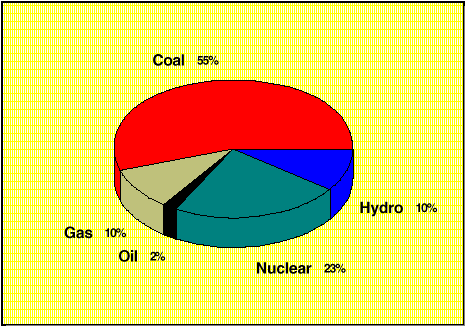 Coal 55%
Gas 10%
Hydro 10%
Oil 2%
Nuclear 23%